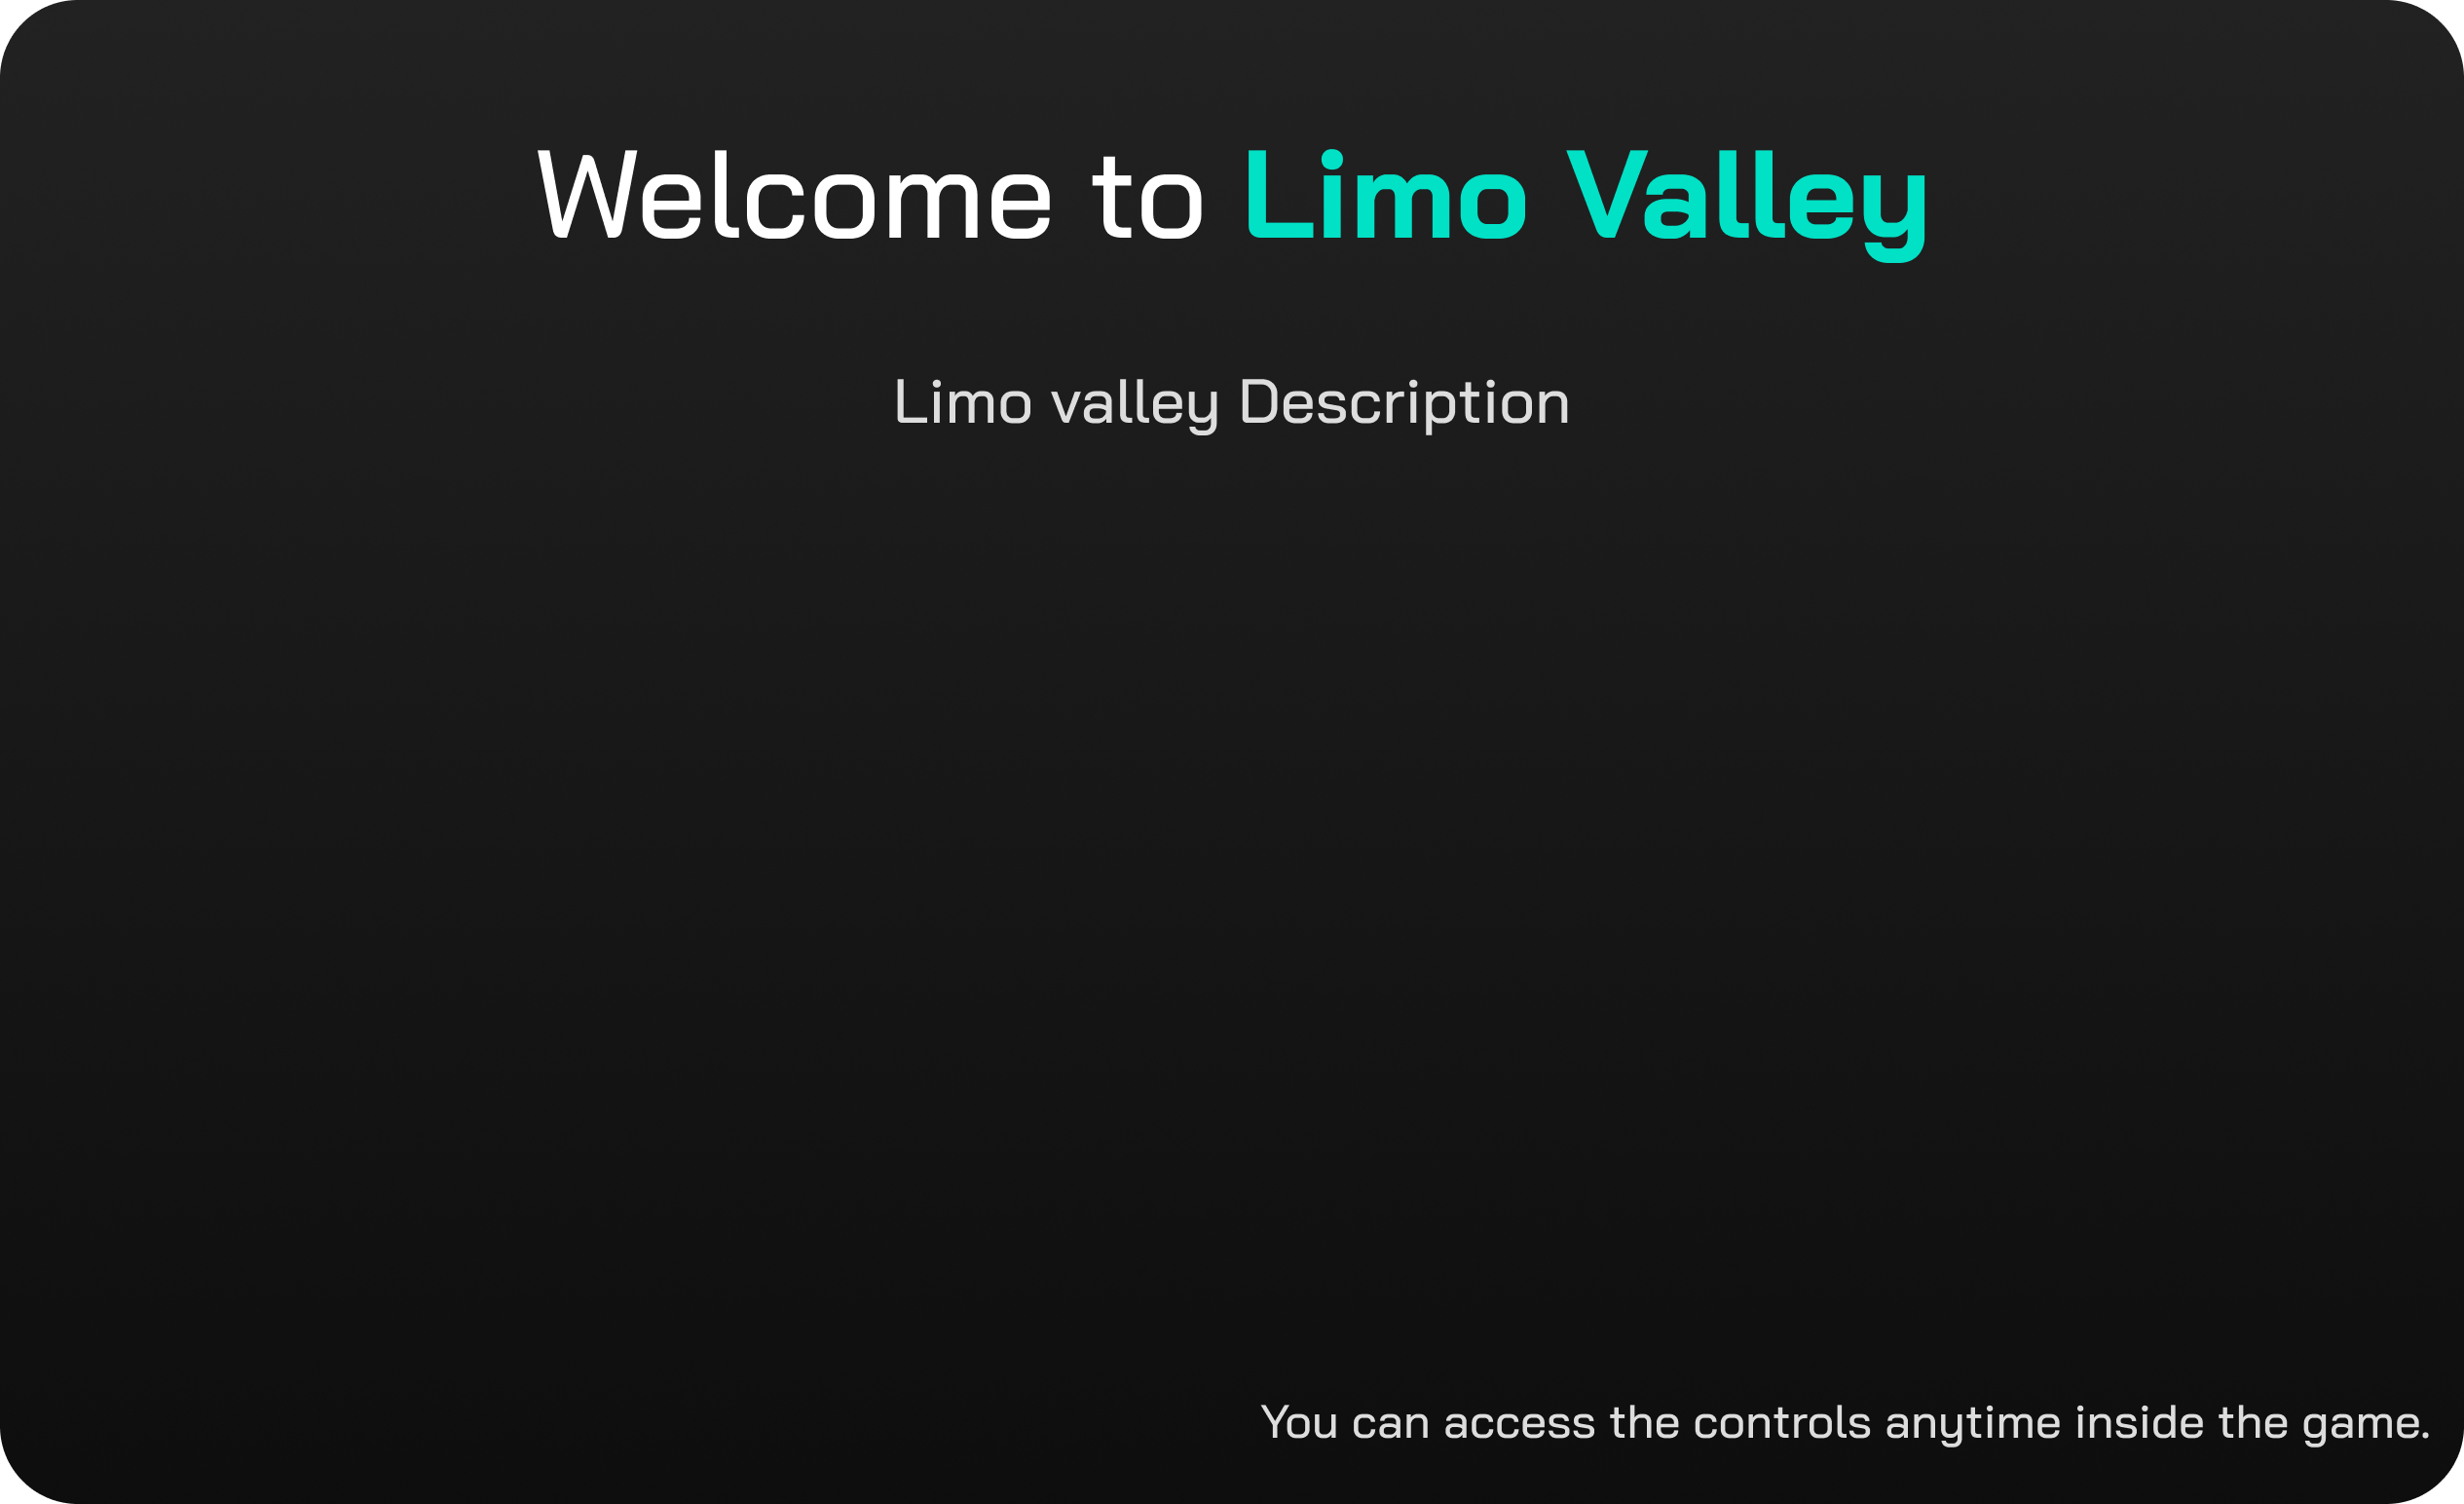 Welcome to Limo Valley
Limo valley Description
You can access the controls anytime inside the game.